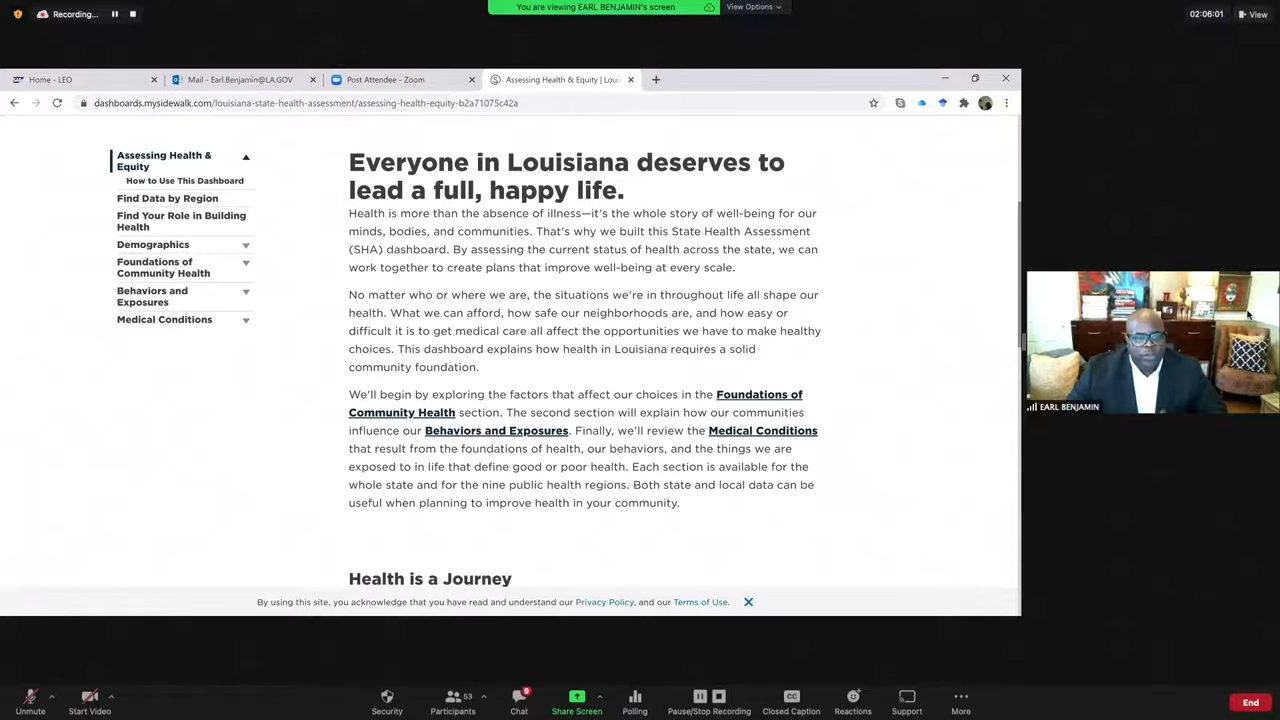 Recording...
You are viewing EARL BENJAMIN's screen
View Options
02:06:01
View
Home - LEO
Mail - Earl.Benjamin@LA.GOV
Post Attendee - Zoom
Assessing Health & Equity | Loui
dashboards.mysidewalk.com/louisiana-state-health-assessment/assessing-health-equity-b2a71075c42a
Assessing Health &
Equity
How to Use This Dashboard
Find Data by Region
Find Your Role in Building
Health
Demographics
Foundations of
Community Health
Behaviors and
Exposures
Medical Conditions
Everyone in Louisiana deserves to
lead a full, happy life.
Health is more than the absence of illness—it's the whole story of well-being for our
minds, bodies, and communities. That's why we built this State Health Assessment
(SHA) dashboard. By assessing the current status of health across the state, we can
work together to create plans that improve well-being at every scale.
No matter who or where we are, the situations we're in throughout life all shape our
health. What we can afford, how safe our neighborhoods are, and how easy or
difficult it is to get medical care all affect the opportunities we have to make healthy
choices. This dashboard explains how health in Louisiana requires a solid
community foundation.
We'll begin by exploring the factors that affect our choices in the Foundations of
Community Health section. The second section will explain how our communities
influence our Behaviors and Exposures. Finally, we'll review the Medical Conditions
that result from the foundations of health, our behaviors, and the things we are
exposed to in life that define good or poor health. Each section is available for the
whole state and for the nine public health regions. Both state and local data can be
useful when planning to improve health in your community.
Health is a Journey
By using this site, you acknowledge that you have read and understand our Privacy Policy, and our Terms of Use.
EARL BENJAMIN
Unmute
Start Video
Security
53
Participants
9
Chat
Share Screen
Polling
Pause/Stop Recording
CC
Closed Caption
Reactions
Support
More
End